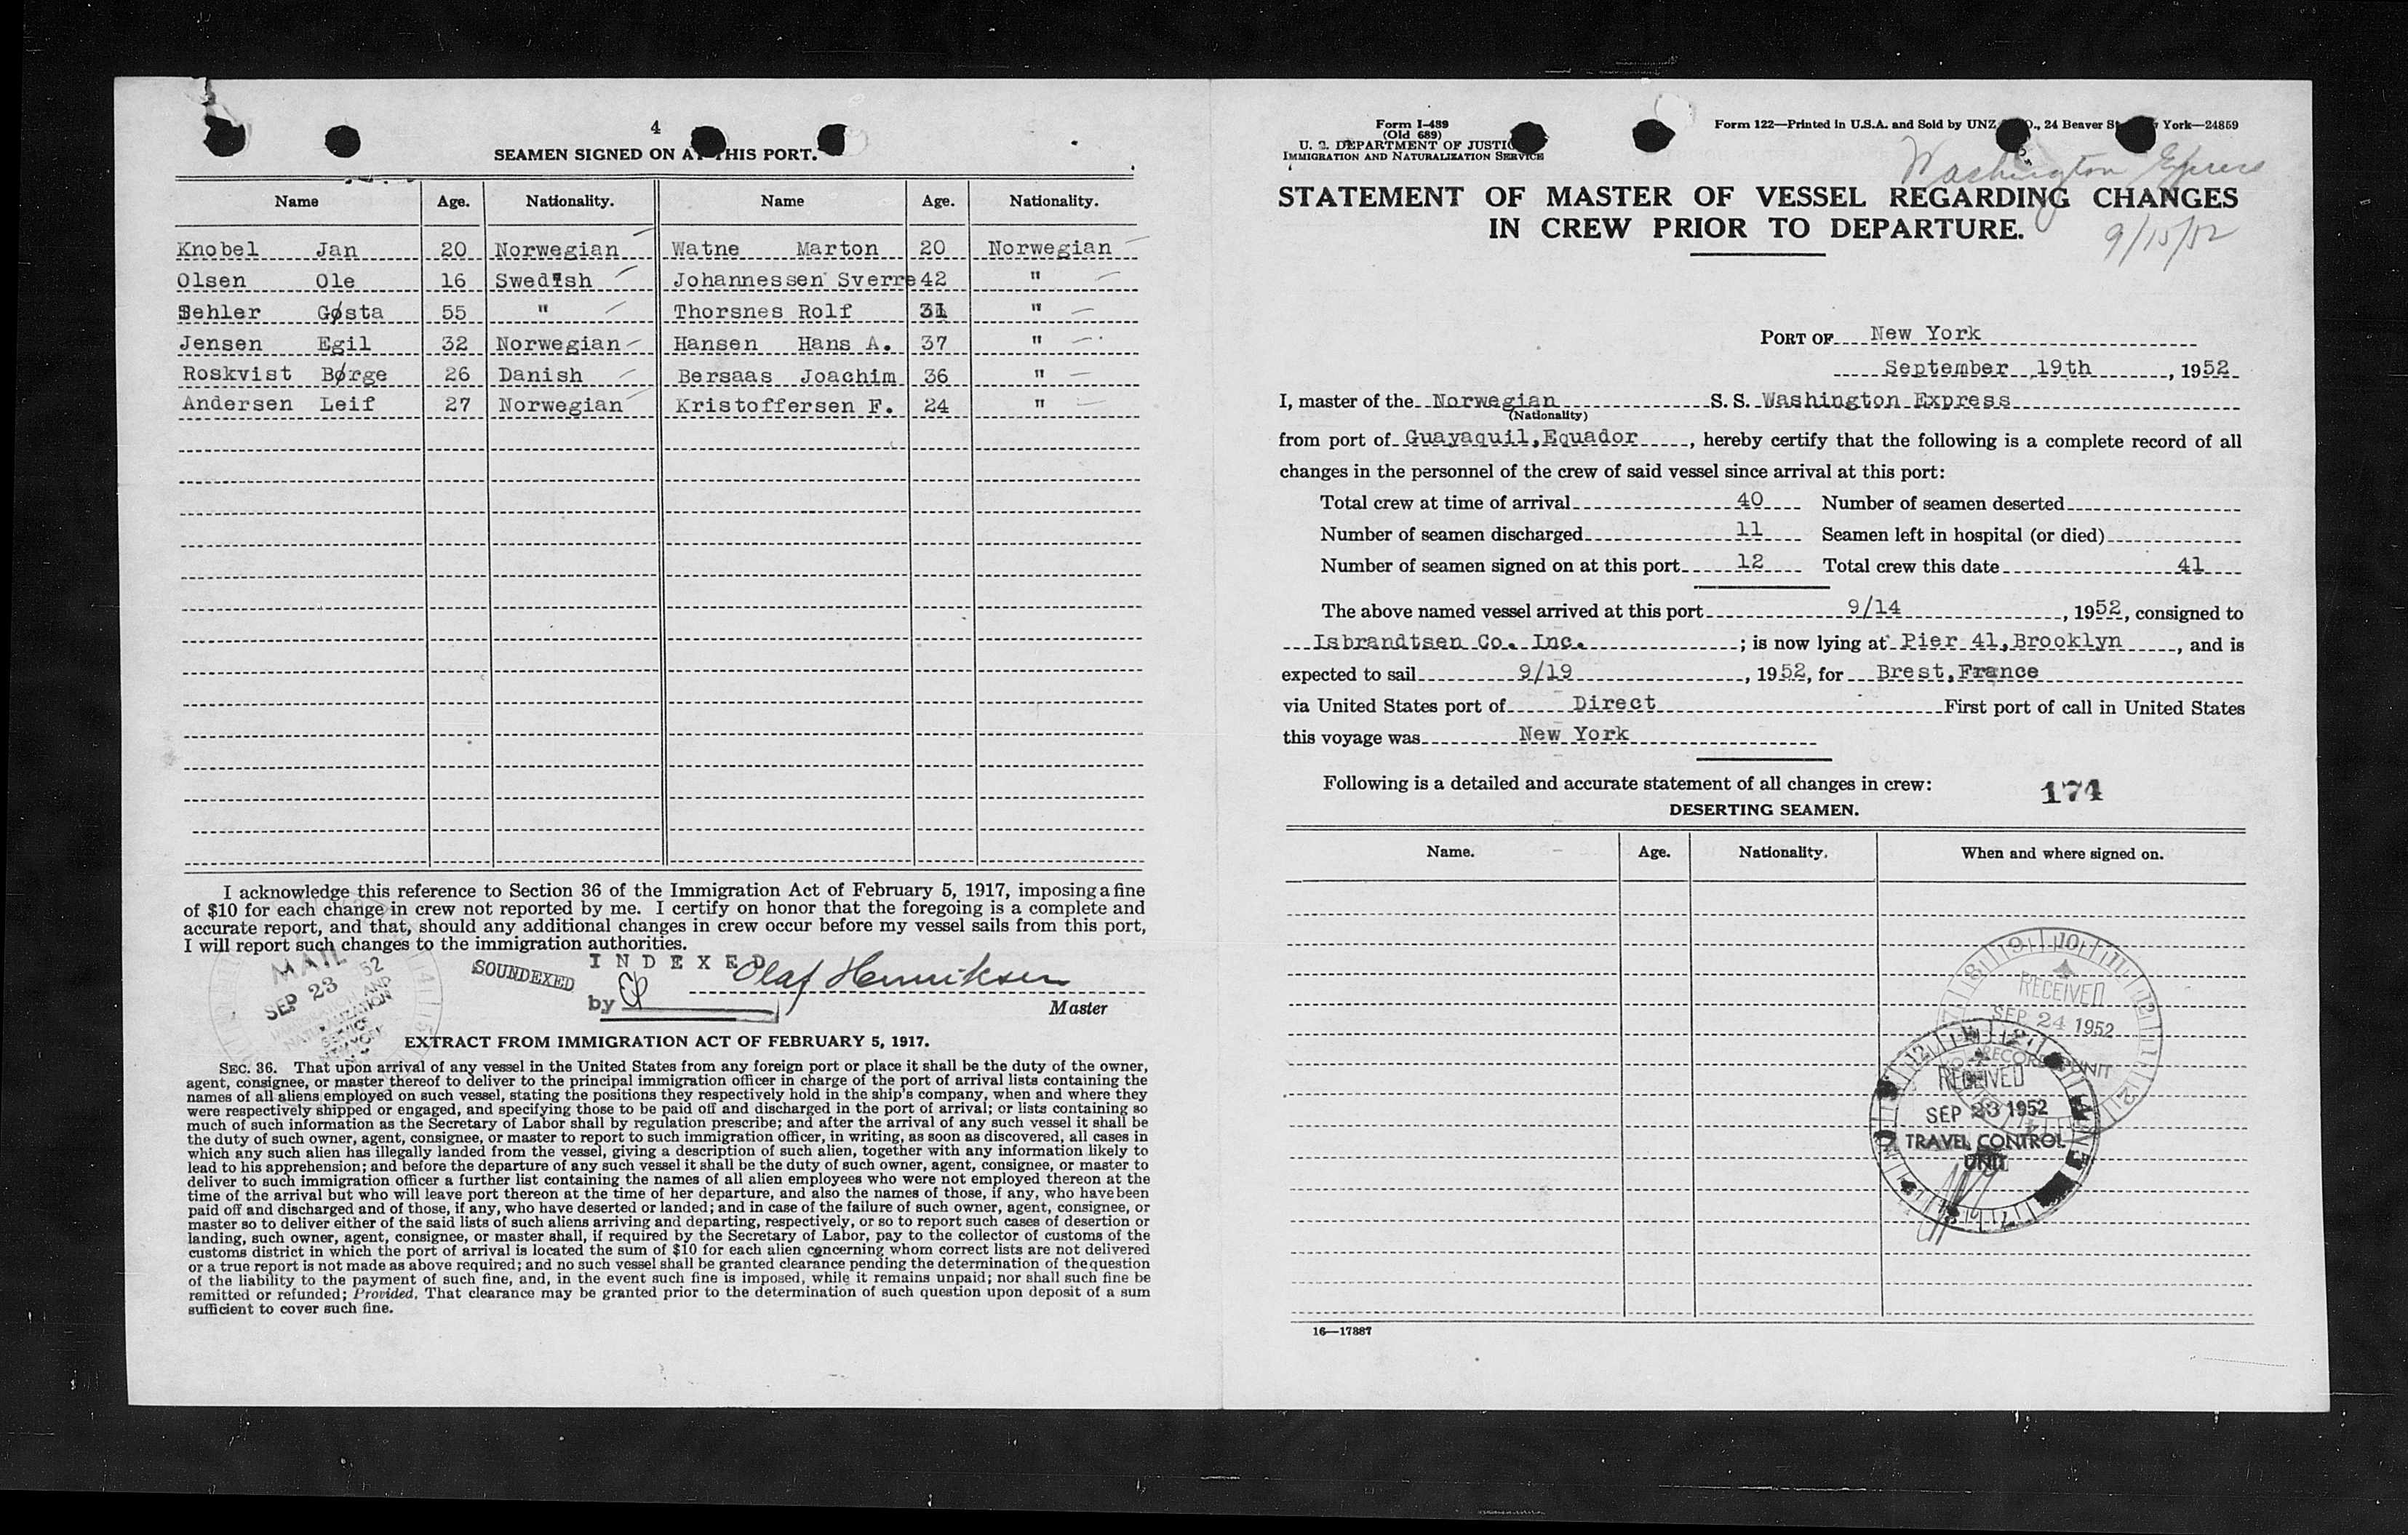 4
SEAMEN SIGNED ON AT THIS PORT.
Name Age. Nationality. Name Age. Nationality.
Knobel Jan 20 Norwegian Watne Marton 20 Norwegian
Olsen Ole 16 Swedish Johannessen Sverre 42 "
Sehler Gøsta 55 " Thorsnes Rolf 31 "
Jensen Egil 32 Norwegian Hansen Hans A. 37 "
Roskvist Børge 26 Danish Bersaas Joachim 36 "
Andersen Leif 27 Norwegian Kristoffersen F. 24 "
I acknowledge this reference to Section 36 of the Immigration Act of February 5, 1917, imposing a fine
of $10 for each change in crew not reported by me. I certify on honor that the foregoing is a complete and
accurate report, and that, should any additional changes in crew occur before my vessel sails from this port,
I will report such changes to the immigration authorities.
MAIL
SEP 23 52
SOUNDEXED
INDEXED
by
Olaf Henriksen
Master
EXTRACT FROM IMMIGRATION ACT OF FEBRUARY 5, 1917.
SEC. 36. That upon arrival of any vessel in the United States from any foreign port or place it shall be the duty of the owner,
agent, consignee, or master thereof to deliver to the principal immigration officer in charge of the port of arrival lists containing the
names of all aliens employed on such vessel, stating the positions they respectively hold in the ship's company, when and where they
were respectively shipped or engaged, and specifying those to be paid off and discharged in the port of arrival; or lists containing so
much of such information as the Secretary of Labor shall by regulation prescribe; and after the arrival of any such vessel it shall be
the duty of such owner, agent, consignee, or master to report to such immigration officer, in writing, as soon as discovered, all cases in
which any such alien has illegally landed from the vessel, giving a description of such alien, together with any information likely to
lead to his apprehension; and before the departure of any such vessel it shall be the duty of such owner, agent, consignee, or master to
deliver to such immigration officer a further list containing the names of all alien employees who were not employed thereon at the
time of the arrival but who will leave port thereon at the time of her departure, and also the names of those, if any, who have been
paid off and discharged and of those, if any, who have deserted or landed; and in case of the failure of such owner, agent, consignee, or
master so to deliver either of the said lists of such aliens arriving and departing, respectively, or so to report such cases of desertion or
landing, such owner, agent, consignee, or master shall, if required by the Secretary of Labor, pay to the collector of customs of the
customs district in which the port of arrival is located the sum of $10 for each alien concerning whom correct lists are not delivered
or a true report is not made as above required; and no such vessel shall be granted clearance pending the determination of the question
of the liability to the payment of such fine, and, in the event such fine is imposed, while it remains unpaid; nor shall such fine be
remitted or refunded; Provided, That clearance may be granted prior to the determination of such question upon deposit of a sum
sufficient to cover such fine.
Form I-489
(Old 689)
U. S. DEPARTMENT OF JUSTICE
IMMIGRATION AND NATURALIZATION SERVICE
Form 122—Printed in U.S.A. and Sold by UNZ & CO., 24 Beaver St., New York—24859
Washington Express
STATEMENT OF MASTER OF VESSEL REGARDING CHANGES
IN CREW PRIOR TO DEPARTURE.
9/15/52
PORT OF New York
September 19th, 1952
I, master of the Norwegian S. S. Washington Express
(Nationality)
from port of Guayaquil, Equador, hereby certify that the following is a complete record of all
changes in the personnel of the crew of said vessel since arrival at this port:
Total crew at time of arrival 40 Number of seamen deserted
Number of seamen discharged 11 Seamen left in hospital (or died)
Number of seamen signed on at this port 12 Total crew this date 41
The above named vessel arrived at this port 9/14, 1952, consigned to
Isbrandtsen Co. Inc.; is now lying at Pier 41, Brooklyn, and is
expected to sail 9/19, 1952, for Brest, France
via United States port of Direct First port of call in United States
this voyage was New York
Following is a detailed and accurate statement of all changes in crew:
174
DESERTING SEAMEN.
Name. Age. Nationality. When and where signed on.
RECEIVED
SEP 24 1952
RECORD UNIT
RECEIVED
SEP 23 1952
TRAVEL CONTROL
UNIT
16—17887